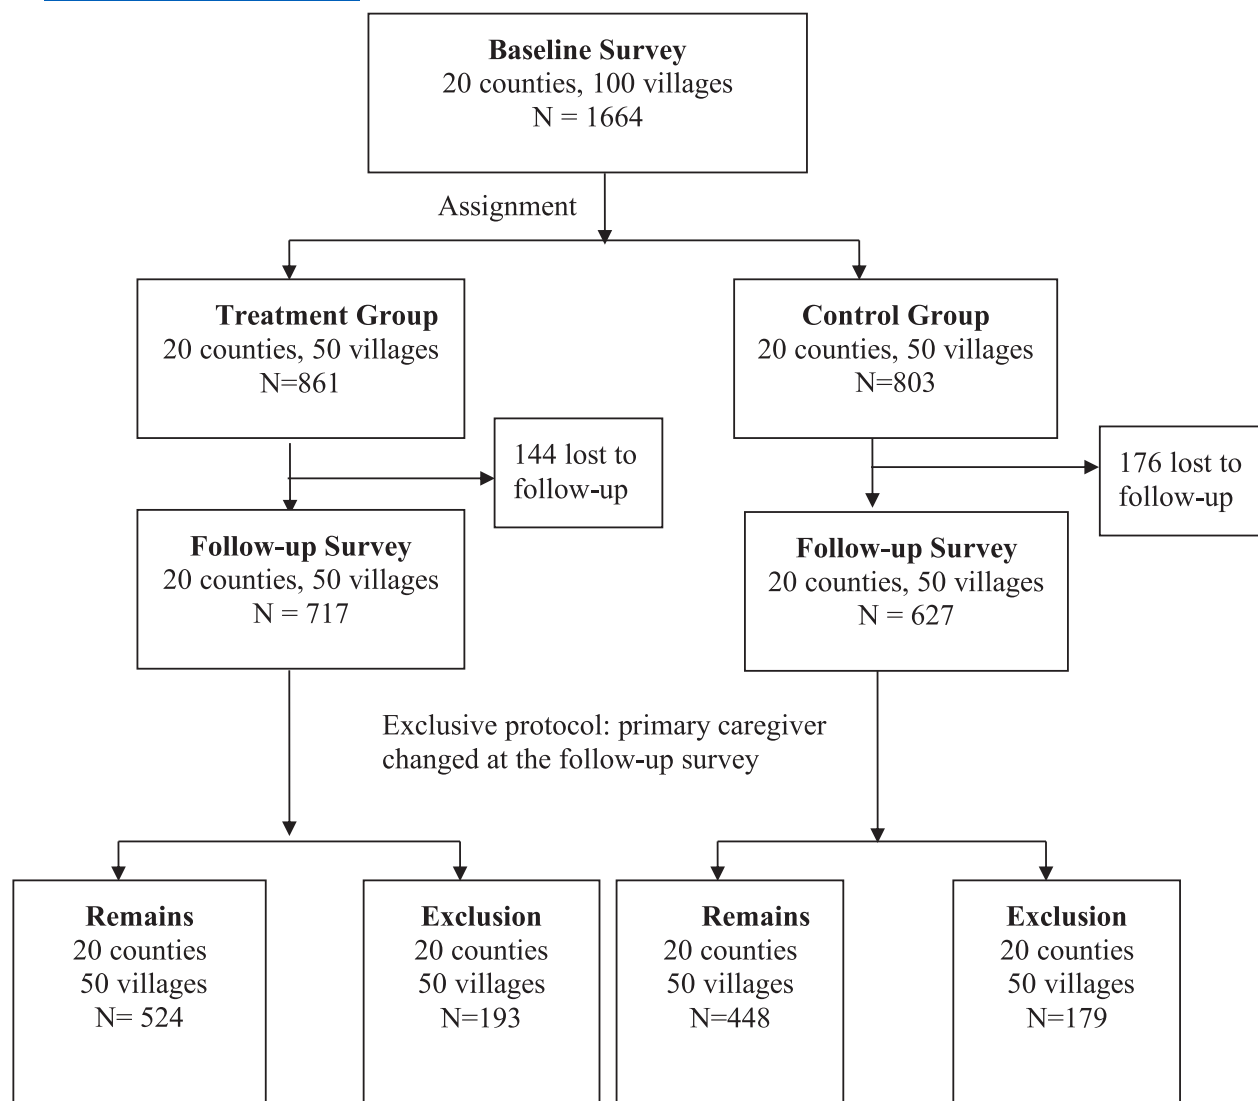 Baseline Survey
20 counties, 100 villages
N = 1664
Assignment
Treatment Group
20 counties, 50 villages
N=861
Control Group
20 counties, 50 villages
N=803
144 lost to
follow-up
176 lost to
follow-up
Follow-up Survey
20 counties, 50 villages
N = 717
Follow-up Survey
20 counties, 50 villages
N = 627
Exclusive protocol: primary caregiver
changed at the follow-up survey
Remains
20 counties
50 villages
N= 524
Exclusion
20 counties
50 villages
N=193
Remains
20 counties
50 villages
N=448
Exclusion
20 counties
50 villages
N=179